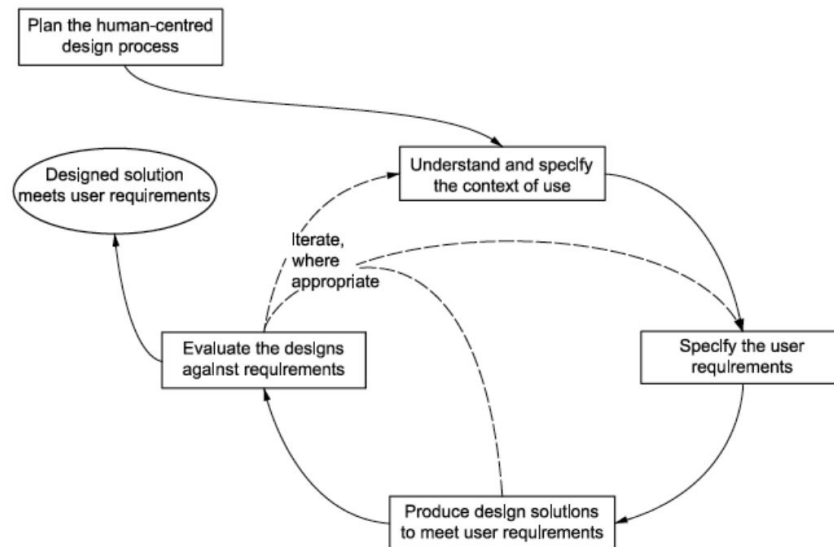 Plan the human-centred
design process
Understand and specify
the context of use
Designed solution
meets user requirements
Iterate,
where
appropriate
Evaluate the designs
against requirements
Specify the user
requirements
Produce design solutions
to meet user requirements